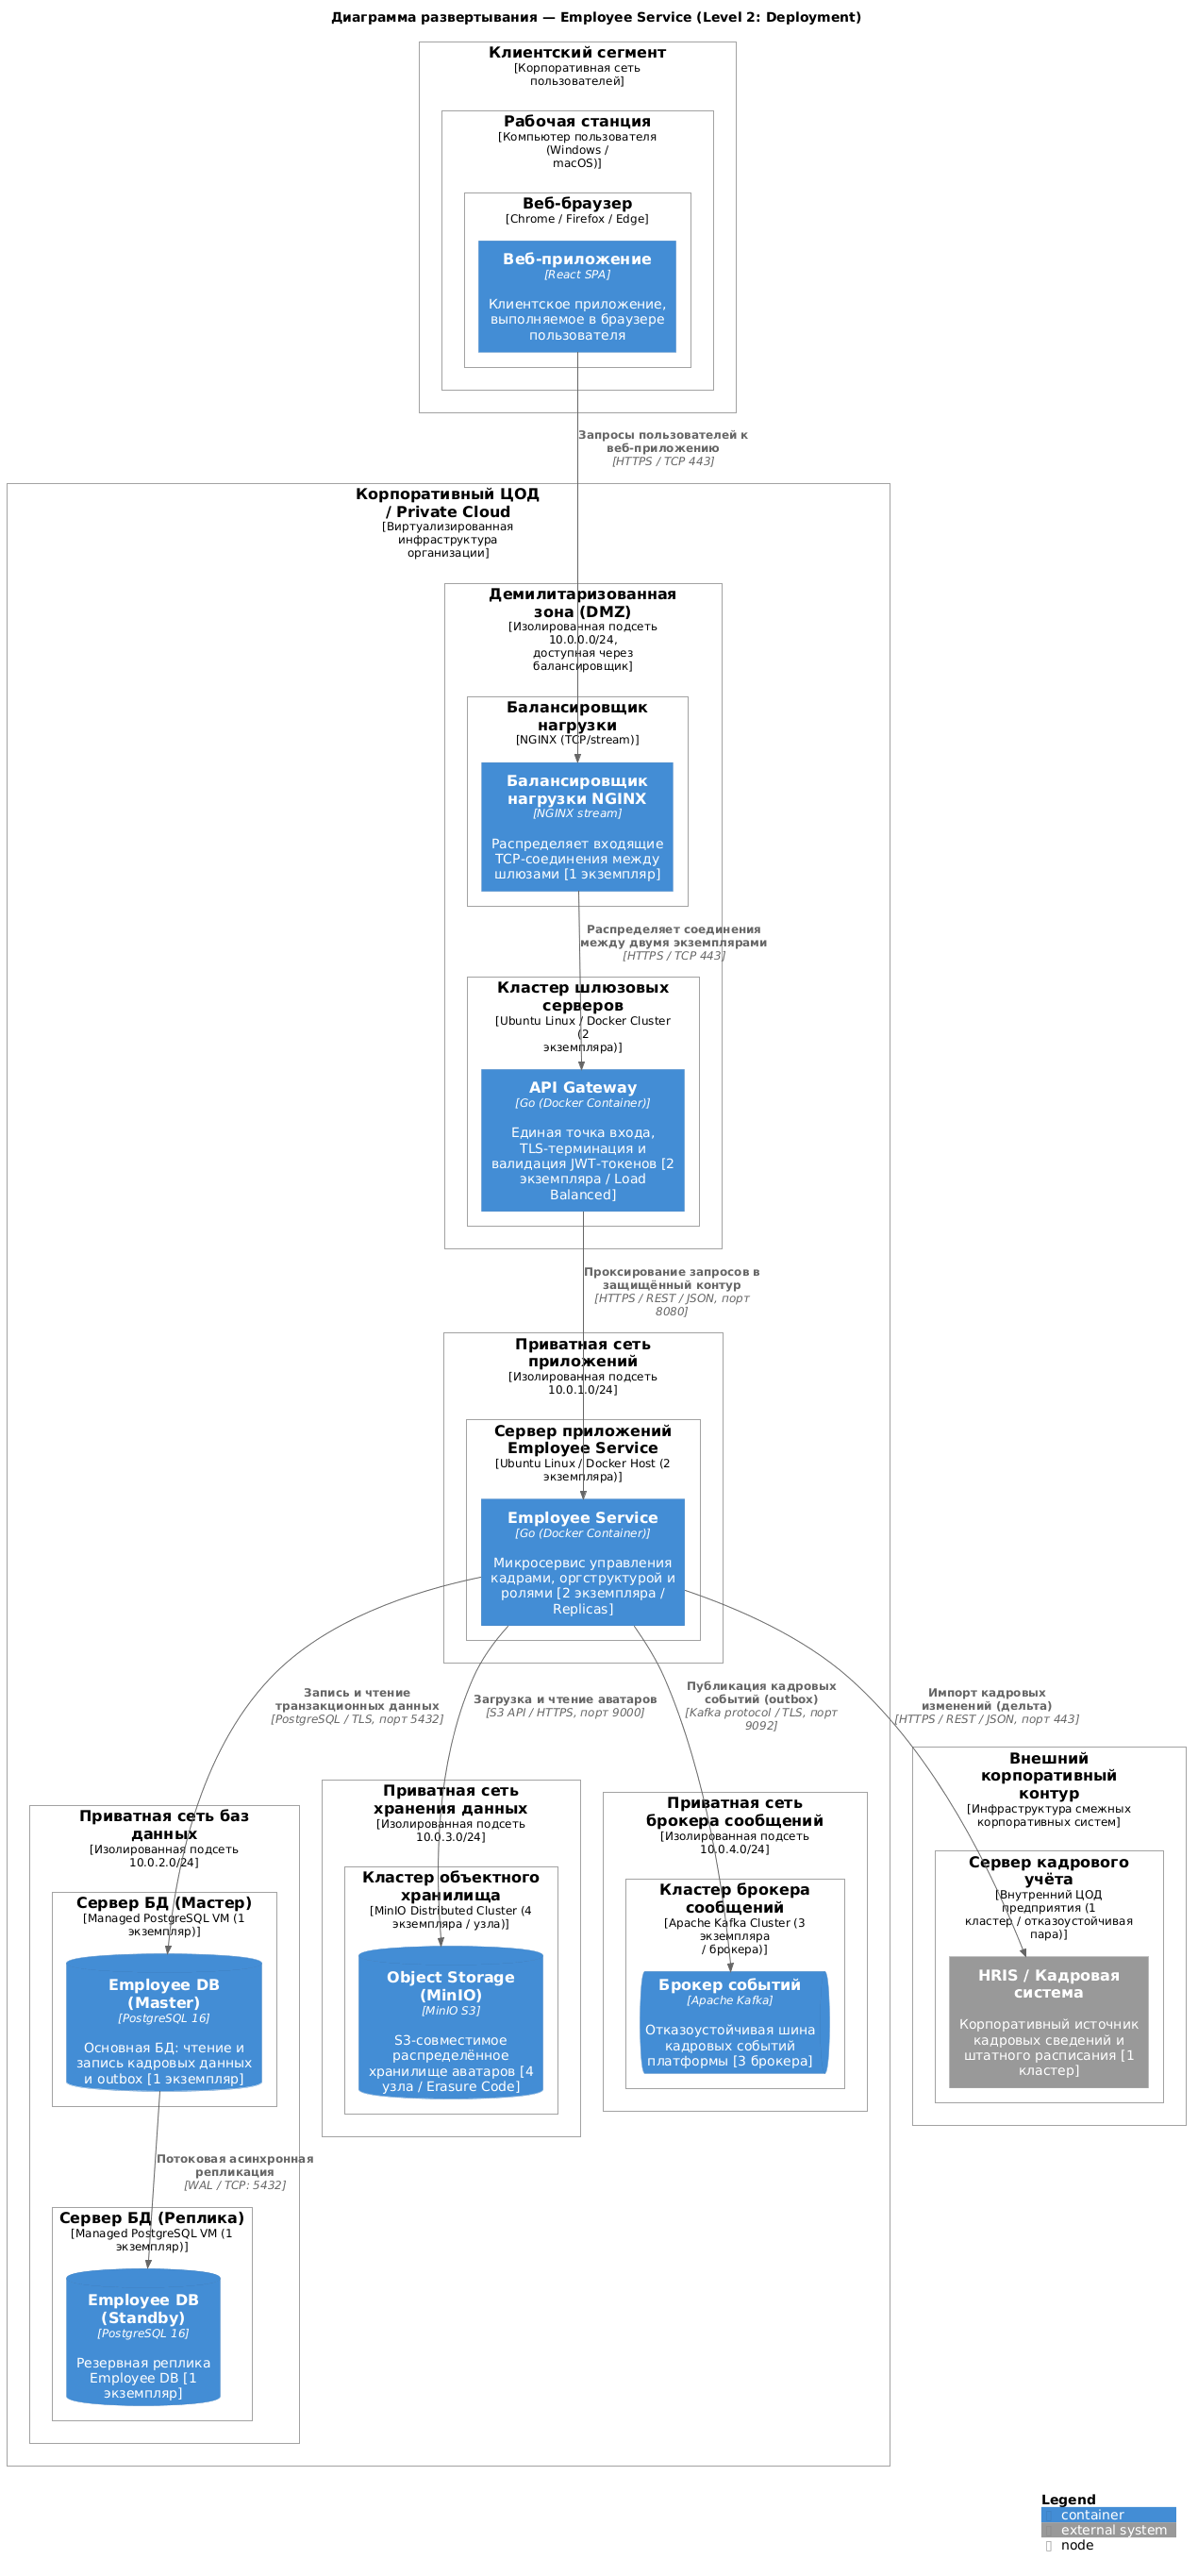 Диаграмма развертывания — Employee Service (Level 2: Deployment)
Клиентский сегмент
[Корпоративная сеть
пользователей]
Рабочая станция
[Компьютер пользователя
(Windows /
macOS)]
Веб-браузер
[Chrome / Firefox / Edge]
Веб-приложение
[React SPA]
Клиентское приложение,
выполняемое в браузере
пользователя
Запросы пользователей к
веб-приложению
[HTTPS / TCP 443]
Корпоративный ЦОД
/ Private Cloud
[Виртуализированная
инфраструктура
организации]
Демилитаризованная
зона (DMZ)
[Изолированная подсеть
10.0.0.0/24,
доступная через
балансировщик]
Балансировщик
нагрузки
[NGINX (TCP/stream)]
Балансировщик
нагрузки NGINX
[NGINX stream]
Распределяет входящие
TCP-соединения между
шлюзами [1 экземпляр]
Распределяет соединения
между двумя экземплярами
[HTTPS / TCP 443]
Кластер шлюзовых
серверов
[Ubuntu Linux / Docker Cluster
(2
экземпляра)]
API Gateway
[Go (Docker Container)]
Единая точка входа,
TLS-терминация и
валидация JWT-токенов [2
экземпляра / Load
Balanced]
Проксирование запросов в
защищённый контур
[HTTPS / REST / JSON, порт
8080]
Приватная сеть
приложений
[Изолированная подсеть
10.0.1.0/24]
Сервер приложений
Employee Service
[Ubuntu Linux / Docker Host (2
экземпляра)]
Employee Service
[Go (Docker Container)]
Микросервис управления
кадрами, оргструктурой и
ролями [2 экземпляра /
Replicas]
Запись и чтение
транзакционных данных
[PostgreSQL / TLS, порт 5432]
Загрузка и чтение аватаров
[S3 API / HTTPS, порт 9000]
Публикация кадровых
событий (outbox)
[Kafka protocol / TLS, порт
9092]
Импорт кадровых
изменений (дельта)
[HTTPS / REST / JSON, порт 443]
Приватная сеть баз
данных
[Изолированная подсеть
10.0.2.0/24]
Сервер БД (Мастер)
[Managed PostgreSQL VM (1
экземпляр)]
Employee DB
(Master)
[PostgreSQL 16]
Основная БД: чтение и
запись кадровых данных
и outbox [1 экземпляр]
Потоковая асинхронная
репликация
[WAL / TCP: 5432]
Сервер БД (Реплика)
[Managed PostgreSQL VM (1
экземпляр)]
Employee DB
(Standby)
[PostgreSQL 16]
Резервная реплика
Employee DB [1
экземпляр]
Приватная сеть
хранения данных
[Изолированная подсеть
10.0.3.0/24]
Кластер объектного
хранилища
[MinIO Distributed Cluster (4
экземпляра / узла)]
Object Storage
(MinIO)
[MinIO S3]
S3-совместимое
распределённое
хранилище аватаров [4
узла / Erasure Code]
Приватная сеть
брокера сообщений
[Изолированная подсеть
10.0.4.0/24]
Кластер брокера
сообщений
[Apache Kafka Cluster (3
экземпляра
/ брокера)]
Брокер событий
[Apache Kafka]
Отказоустойчивая шина
кадровых событий
платформы [3 брокера]
Внешний
корпоративный
контур
[Инфраструктура смежных
корпоративных систем]
Сервер кадрового
учёта
[Внутренний ЦОД
предприятия (1
кластер / отказоустойчивая
пара)]
HRIS / Кадровая
система
Корпоративный источник
кадровых сведений и
штатного расписания [1
кластер]
Legend
container
external system
node